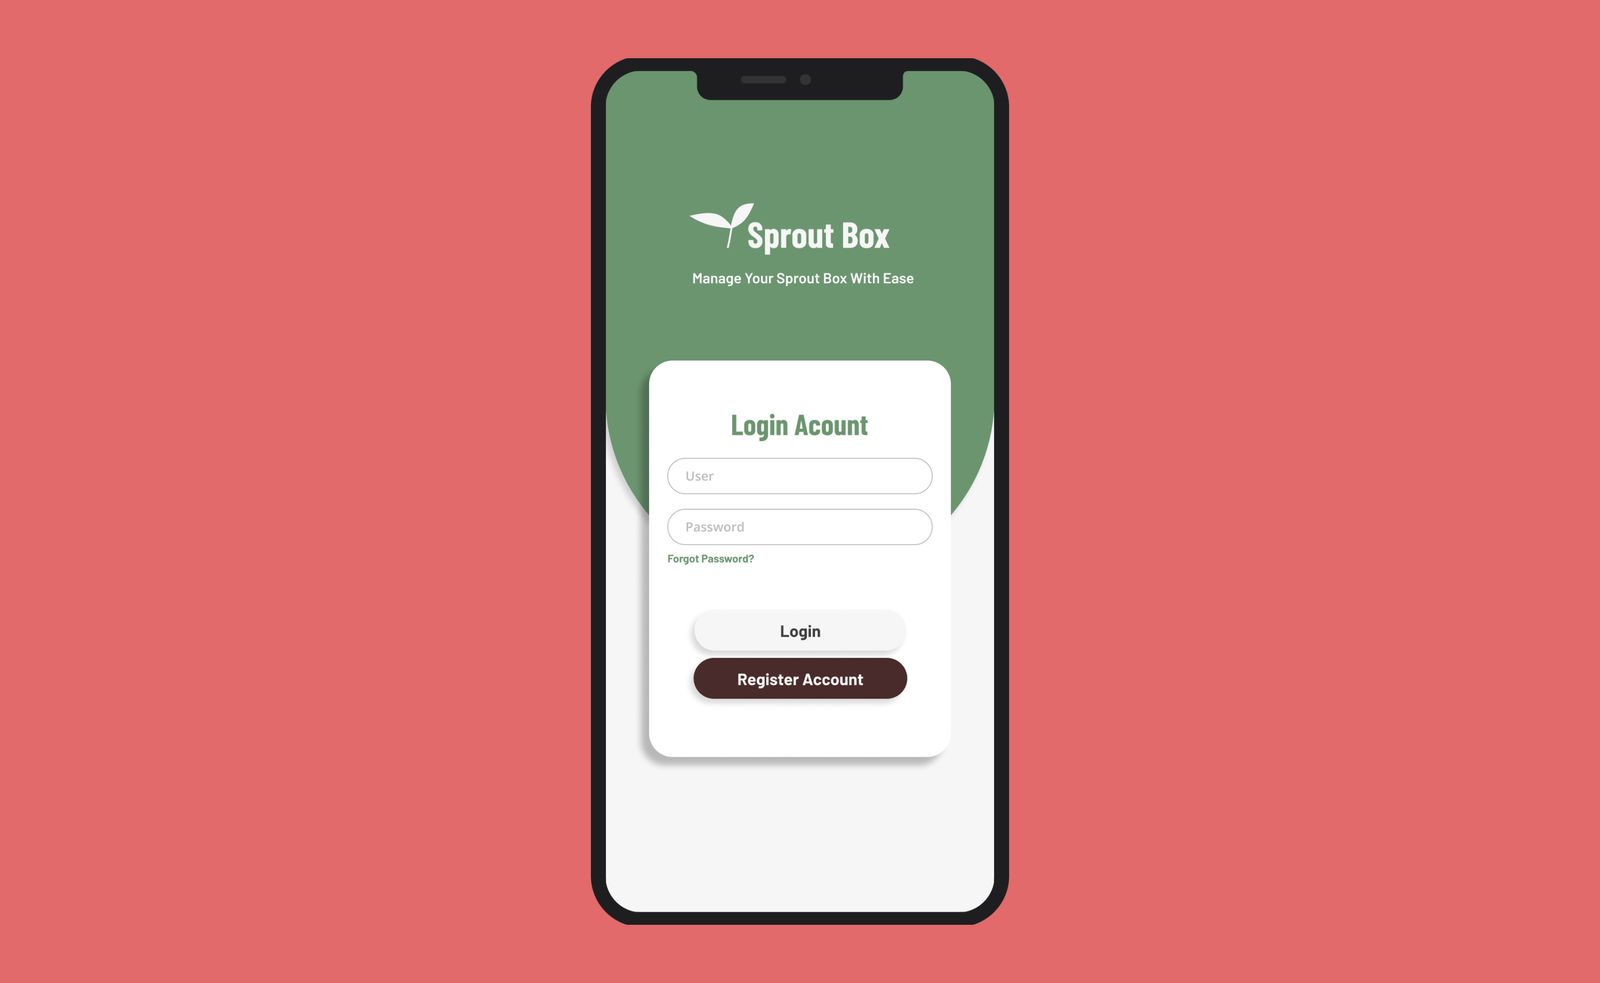 Sprout Box
Manage Your Sprout Box With Ease
Login Acount
User
Password
Forgot Password?
Login
Register Account